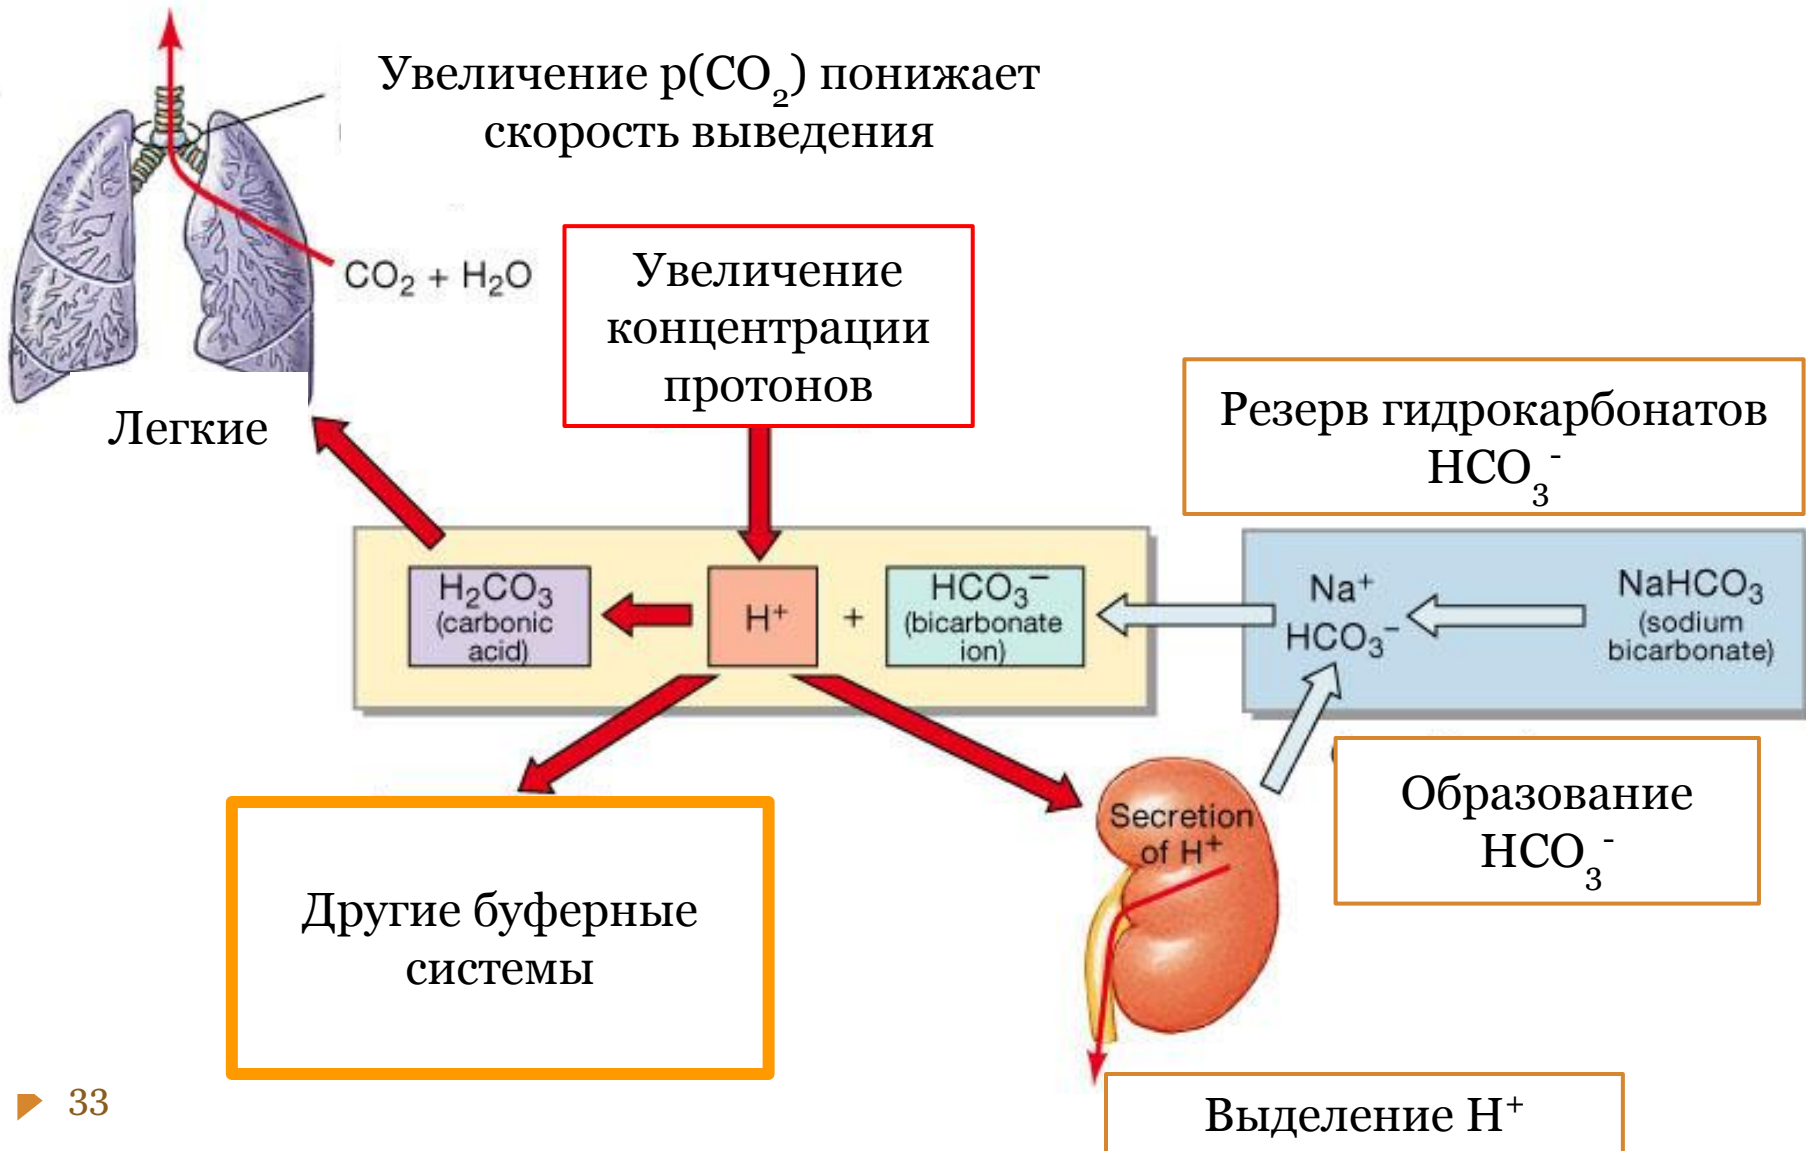 Увеличение p(CO₂) понижает
скорость выведения
CO₂ + H₂O
Увеличение
концентрации
протонов
Легкие
Резерв гидрокарбонатов
HCO₃⁻
H₂CO₃
(carbonic
acid)
H⁺
+
HCO₃⁻
(bicarbonate
ion)
Na⁺
HCO₃⁻
NaHCO₃
(sodium
bicarbonate)
Secretion
of H⁺
Образование
HCO₃⁻
Другие буферные
системы
Выделение H⁺
33